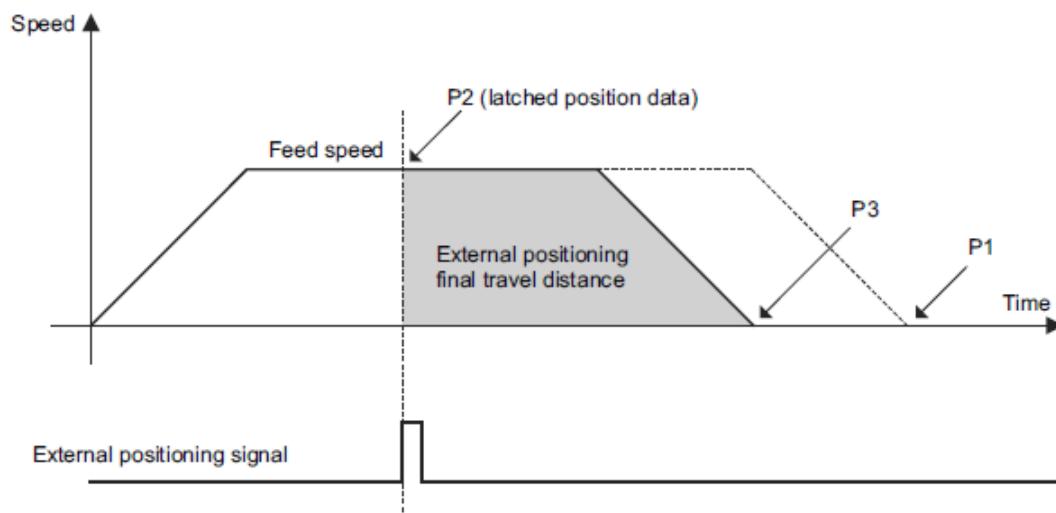 Speed
P2 (latched position data)
Feed speed
P3
External positioning
final travel distance
P1
Time
External positioning signal